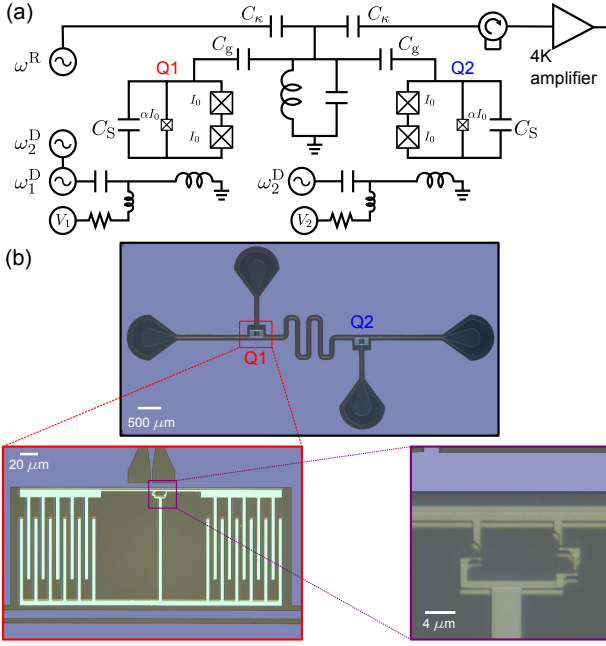 (a)
C_κ
C_κ
ω^R
C_g
C_g
4K
amplifier
Q1
Q2
C_S
αI_0
I_0
I_0
I_0
I_0
αI_0
C_S
ω_2^D
ω_1^D
V_1
ω_2^D
V_2
(b)
Q1
Q2
500 μm
20 μm
4 μm